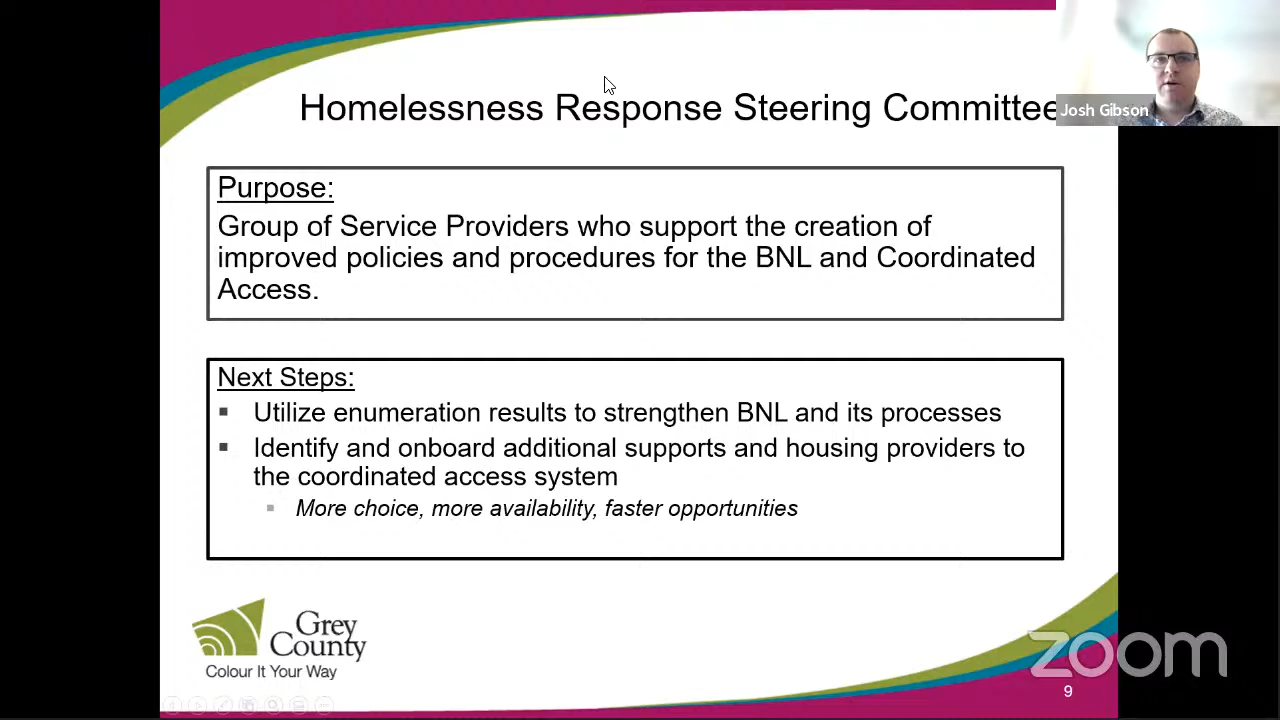 Homelessness Response Steering Committee
Josh Gibson
Purpose:
Group of Service Providers who support the creation of
improved policies and procedures for the BNL and Coordinated
Access.
Next Steps:
Utilize enumeration results to strengthen BNL and its processes
Identify and onboard additional supports and housing providers to
the coordinated access system
More choice, more availability, faster opportunities
Grey
County
Colour It Your Way
zoom
9